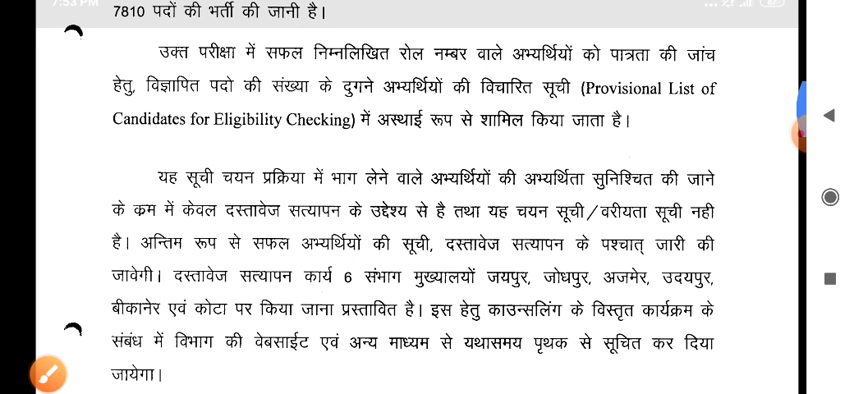 7:53 PM
7810 पदों की भर्ती की जानी है।
उक्त परीक्षा में सफल निम्नलिखित रोल नम्बर वाले अभ्यर्थियों को पात्रता की जांच
हेतु, विज्ञापित पदो की संख्या के दुगने अभ्यर्थियों की विचारित सूची (Provisional List of
Candidates for Eligibility Checking) में अस्थाई रूप से शामिल किया जाता है।
यह सूची चयन प्रक्रिया में भाग लेने वाले अभ्यर्थियों की अभ्यर्थिता सुनिश्चित की जाने
के क्रम में केवल दस्तावेज सत्यापन के उद्देश्य से है तथा यह चयन सूची/वरीयता सूची नही
है। अन्तिम रूप से सफल अभ्यर्थियों की सूची, दस्तावेज सत्यापन के पश्चात् जारी की
जावेगी। दस्तावेज सत्यापन कार्य 6 संभाग मुख्यालयों जयपुर, जोधपुर, अजमेर, उदयपुर,
बीकानेर एवं कोटा पर किया जाना प्रस्तावित है। इस हेतु काउन्सलिंग के विस्तृत कार्यक्रम के
संबंध में विभाग की वेबसाईट एवं अन्य माध्यम से यथासमय पृथक से सूचित कर दिया
जायेगा।